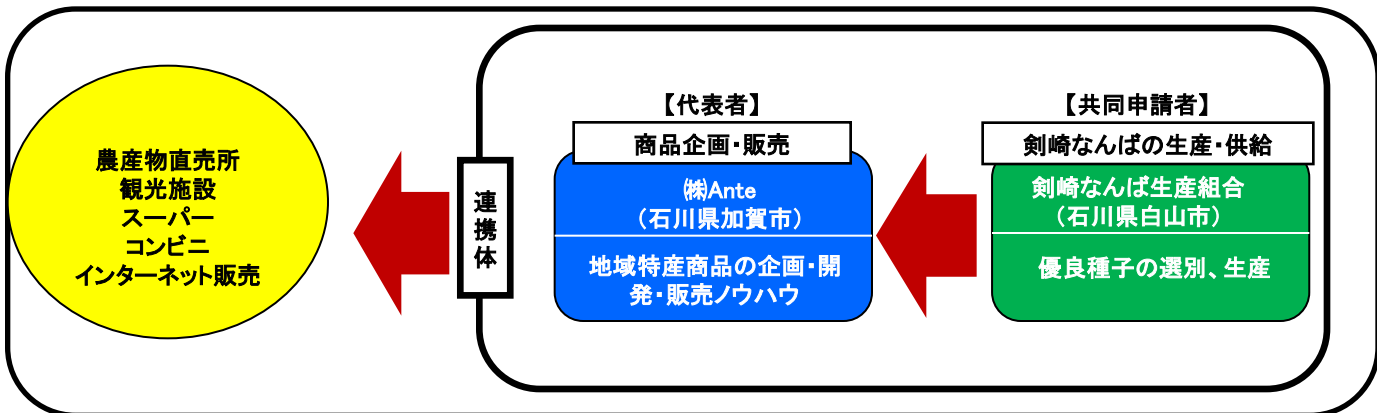 農産物直売所
観光施設
スーパー
コンビニ
インターネット販売
連
携
体
【代表者】
商品企画・販売
㈱Ante
（石川県加賀市）
地域特産商品の企画・開
発・販売ノウハウ
【共同申請者】
剣崎なんばの生産・供給
剣崎なんば生産組合
（石川県白山市）
優良種子の選別、生産